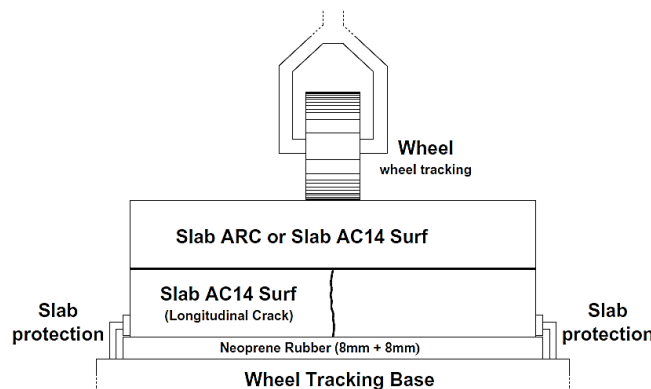 Wheel
wheel tracking
Slab ARC or Slab AC14 Surf
Slab AC14 Surf
(Longitudinal Crack)
Slab
protection
Slab
protection
Neoprene Rubber (8mm + 8mm)
Wheel Tracking Base